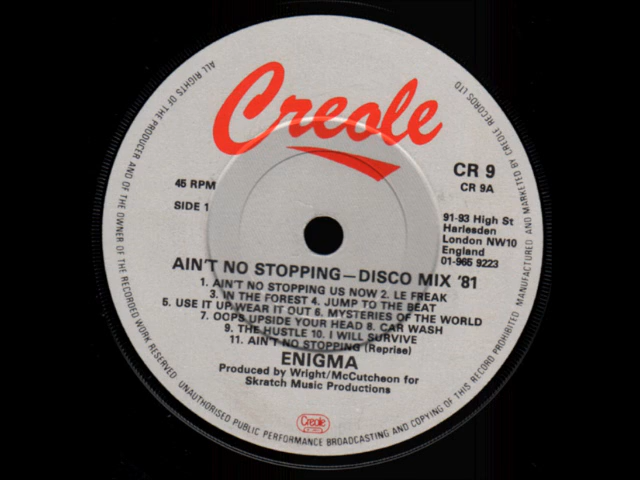 ALL RIGHTS OF THE PRODUCER AND OF THE OWNER OF THE RECORDED WORK RESERVED UNAUTHORISED PUBLIC PERFORMANCE BROADCASTING AND COPYING OF THIS RECORD PROHIBITED MANUFACTURED AND MARKETED BY CREOLE RECORDS LTD
Creole
CR 9
CR 9A
45 RPM
SIDE 1
91-93 High St
Harlesden
London NW10
England
01-965 9223
AIN'T NO STOPPING—DISCO MIX '81
1. AIN'T NO STOPPING US NOW 2. LE FREAK
3. IN THE FOREST 4. JUMP TO THE BEAT
5. USE IT UP WEAR IT OUT 6. MYSTERIES OF THE WORLD
7. OOPS UPSIDE YOUR HEAD 8. CAR WASH
9. THE HUSTLE 10. I WILL SURVIVE
11. AIN'T NO STOPPING (Reprise)
ENIGMA
Produced by Wright/McCutcheon for
Skratch Music Productions
Creole